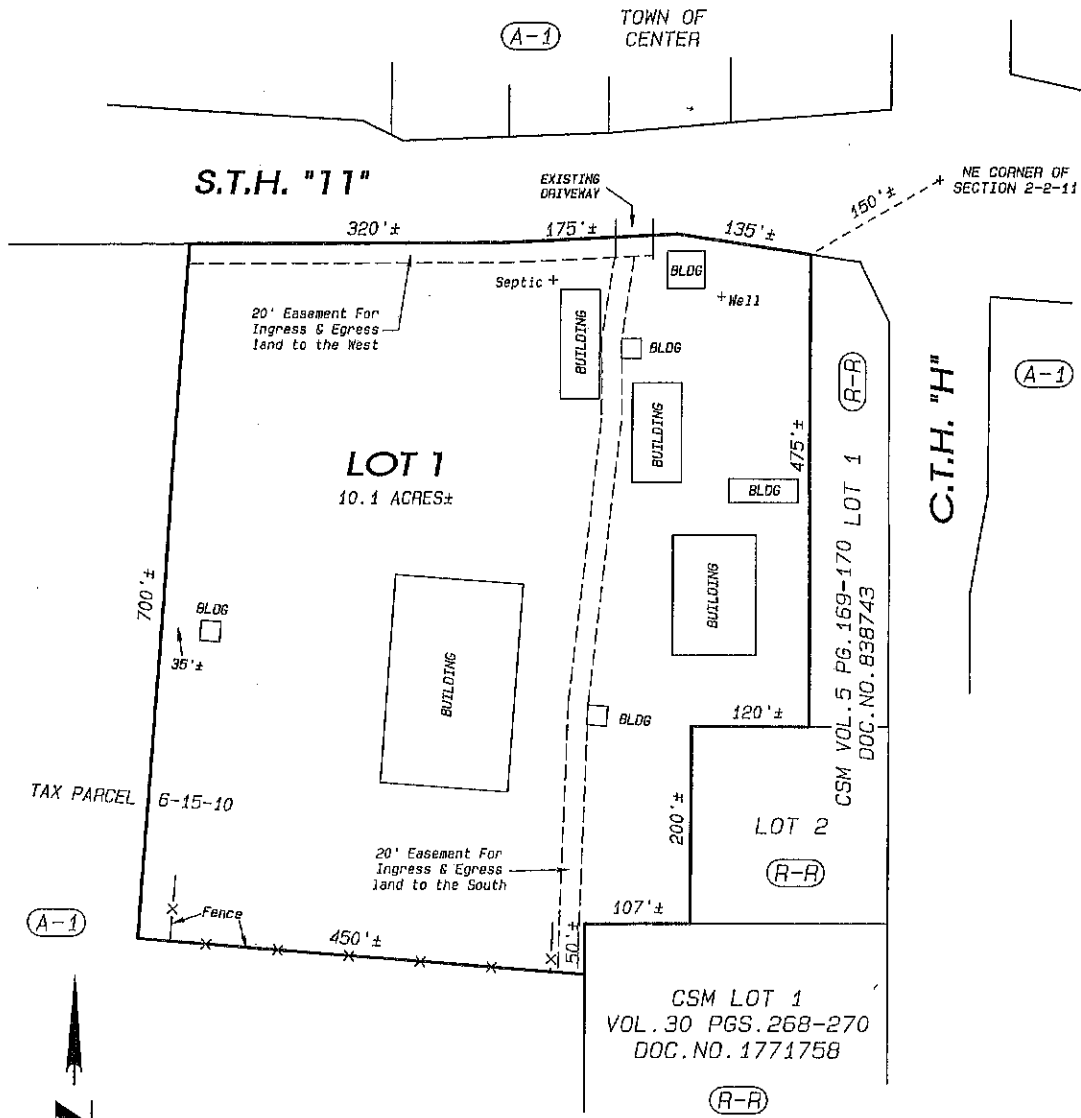 A-1
TOWN OF
CENTER
S.T.H. "11"
EXISTING
DRIVEWAY
NE CORNER OF
SECTION 2-2-11
150'±
320'±
175'±
135'±
Septic +
BLDG
+ Well
20' Easement For
Ingress & Egress
land to the West
BUILDING
BLDG
BUILDING
R-R
A-1
LOT 1
10.1 ACRES±
475'±
C.T.H. "H"
BLDG
CSM VOL.5 PG.169-170 LOT 1
DOC.NO.838743
BUILDING
700'±
BLDG
35'±
BUILDING
BLDG
120'±
TAX PARCEL 6-15-10
200'±
LOT 2
R-R
20' Easement For
Ingress & Egress
land to the South
A-1
Fence
450'±
50'±
107'±
CSM LOT 1
VOL.30 PGS.268-270
DOC.NO.1771758
R-R